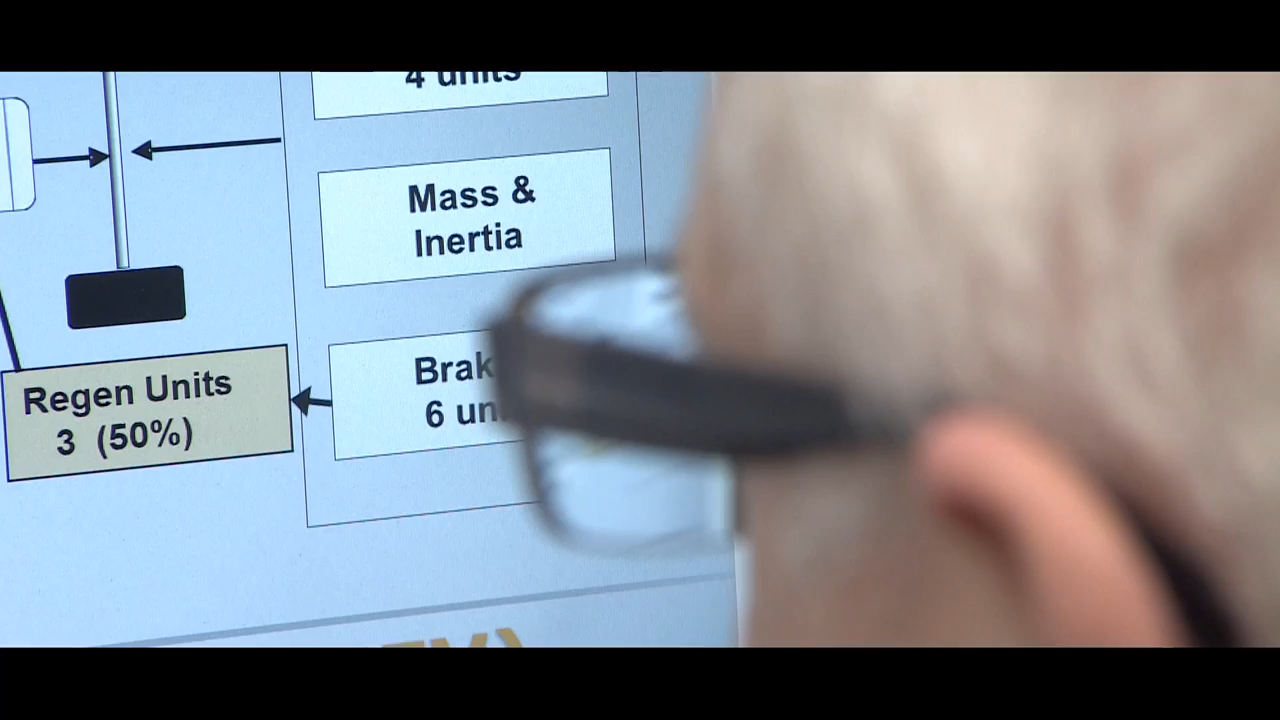 4 units
Mass &
Inertia
Brak
6 un
Regen Units
3 (50%)